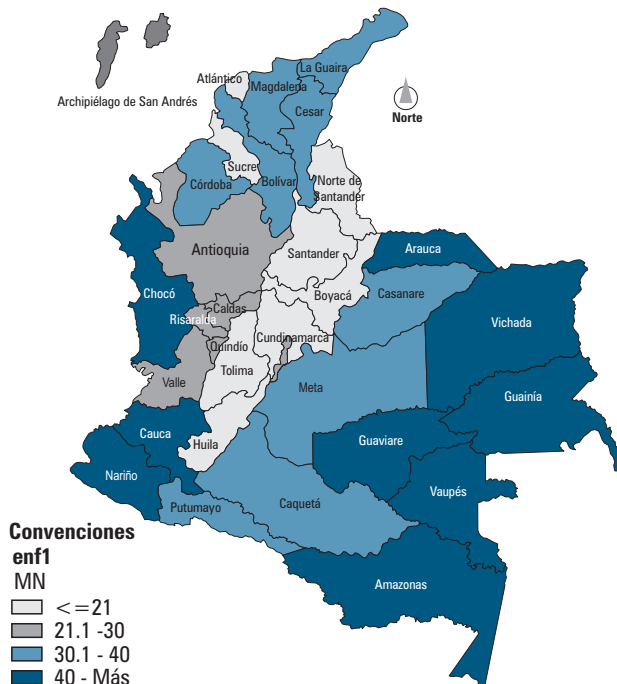 La Guaira
Atlántico
Magdalena
Archipiélago de San Andrés
Cesar
Norte
Sucre
Córdoba
Bolívar
Norte de
Santander
Antioquia
Santander
Arauca
Chocó
Boyacá
Casanare
Caldas
Risaralda
Vichada
Quindío
Cundinamarca
Tolima
Valle
Meta
Guainía
Cauca
Huila
Guaviare
Nariño
Vaupés
Putumayo
Caquetá
Amazonas
Convenciones
enf1
MN
<=21
21.1 -30
30.1 - 40
40 - Más